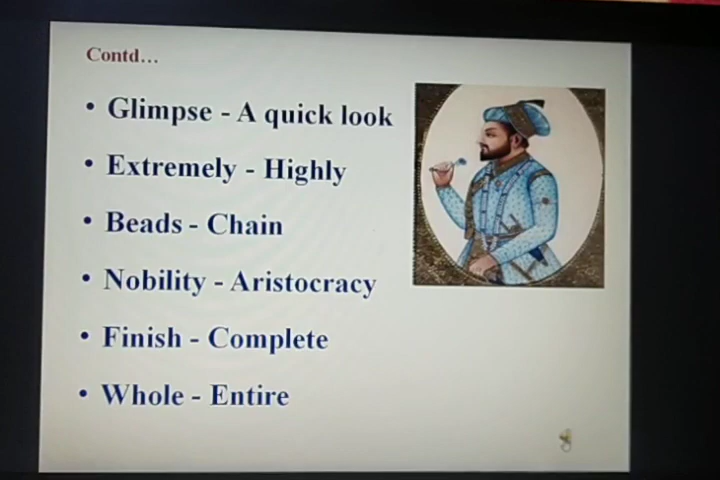 Contd…
• Glimpse - A quick look
• Extremely - Highly
• Beads - Chain
• Nobility - Aristocracy
• Finish - Complete
• Whole - Entire